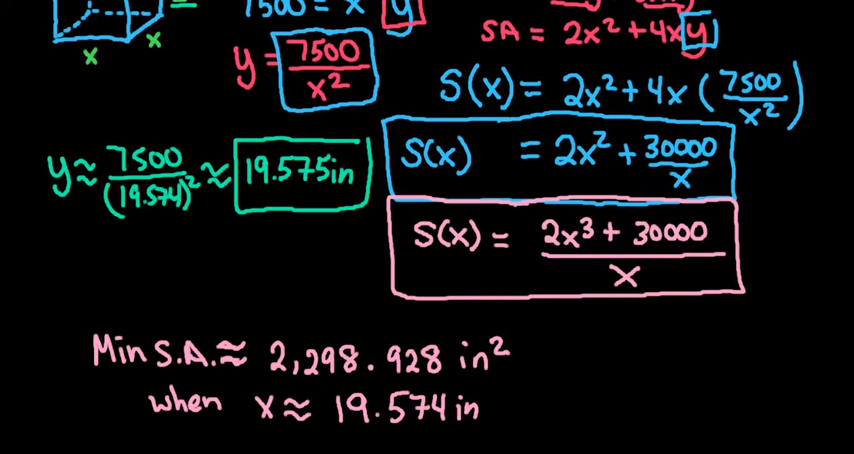 7500 = x y
x
x
y = 7500/x²
SA = 2x² + 4xy
S(x) = 2x² + 4x (7500/x²)
y ≈ 7500/(19.574)² ≈ 19.575in
S(x) = 2x² + 30000/x
S(x) = 2x³ + 30000/x
Min S.A. ≈ 2,298.928 in²
when x ≈ 19.574 in